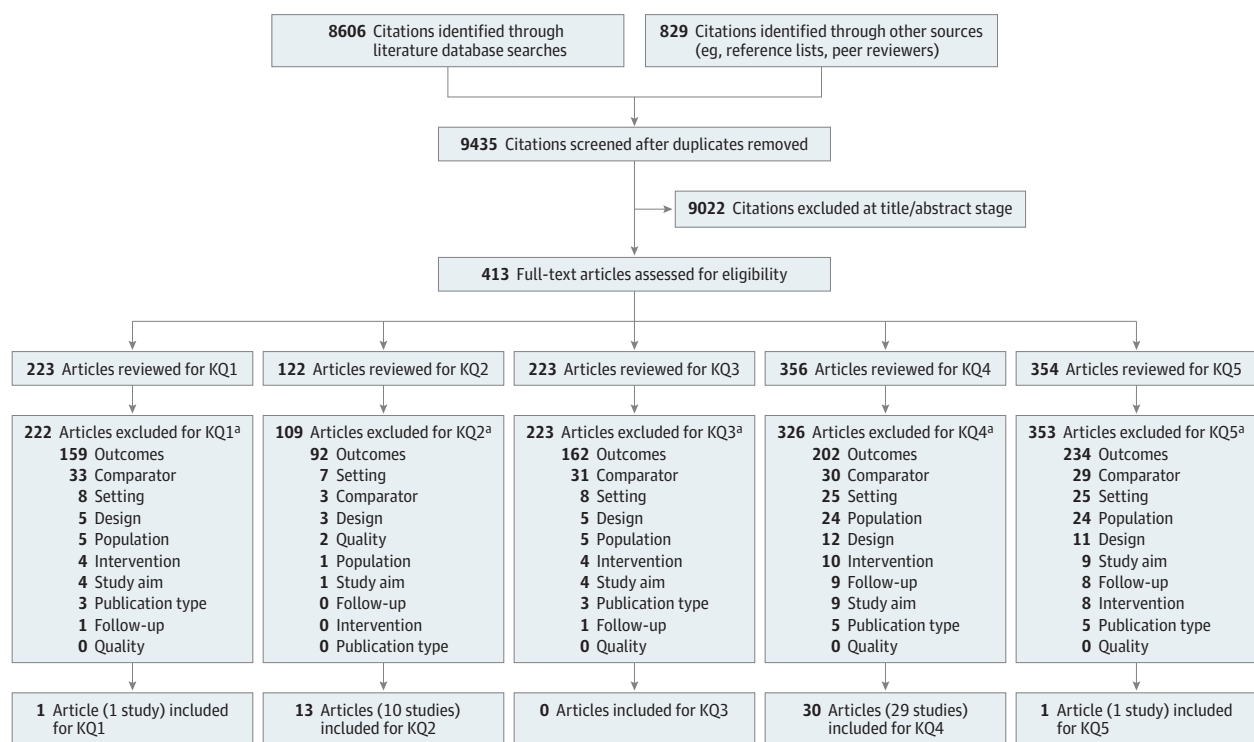 8606 Citations identified through
literature database searches
829 Citations identified through other sources
(eg, reference lists, peer reviewers)
9435 Citations screened after duplicates removed
9022 Citations excluded at title/abstract stage
413 Full-text articles assessed for eligibility
223 Articles reviewed for KQ1
122 Articles reviewed for KQ2
223 Articles reviewed for KQ3
356 Articles reviewed for KQ4
354 Articles reviewed for KQ5
222 Articles excluded for KQ1a
159 Outcomes
33 Comparator
8 Setting
5 Design
5 Population
4 Intervention
4 Study aim
3 Publication type
1 Follow-up
0 Quality
109 Articles excluded for KQ2a
92 Outcomes
7 Setting
3 Comparator
3 Design
2 Quality
1 Population
1 Study aim
0 Follow-up
0 Intervention
0 Publication type
223 Articles excluded for KQ3a
162 Outcomes
31 Comparator
8 Setting
5 Design
5 Population
4 Intervention
4 Study aim
3 Publication type
1 Follow-up
0 Quality
326 Articles excluded for KQ4a
202 Outcomes
30 Comparator
25 Setting
24 Population
12 Design
10 Intervention
9 Follow-up
9 Study aim
5 Publication type
0 Quality
353 Articles excluded for KQ5a
234 Outcomes
29 Comparator
25 Setting
24 Population
11 Design
9 Study aim
8 Follow-up
8 Intervention
5 Publication type
0 Quality
1 Article (1 study) included
for KQ1
13 Articles (10 studies)
included for KQ2
0 Articles included for KQ3
30 Articles (29 studies)
included for KQ4
1 Article (1 study) included
for KQ5